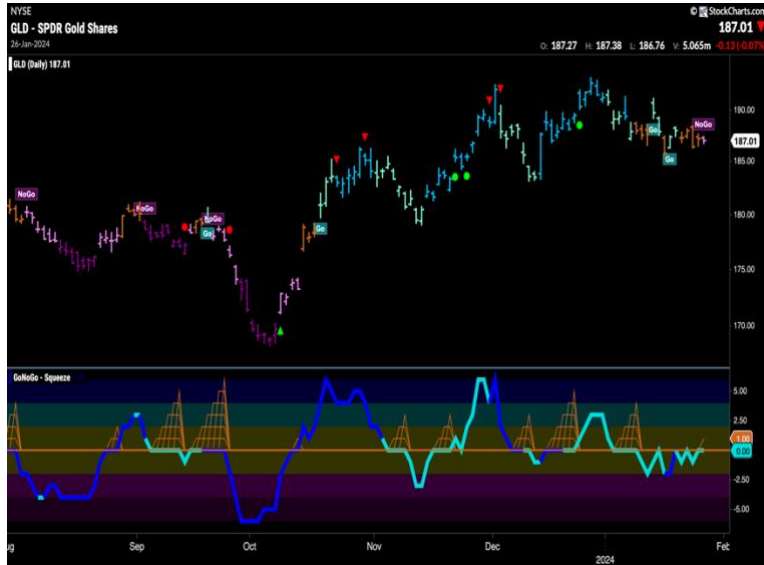 NYSE
© StockCharts.com
GLD - SPDR Gold Shares
187.01
26-Jan-2024
O: 187.27 H: 187.38 L: 186.76 V: 5.065m -0.13 (-0.07%)
GLD (Daily) 187.01
190.00
NoGo
Go
187.01
Go
185.00
NoGo
NoGo
NoGo
180.00
Go
Go
175.00
170.00
GoNoGo - Squeeze
5.00
2.50
1.00
0.00
-2.50
-5.00
ug
Sep
Oct
Nov
Dec
2024
Feb